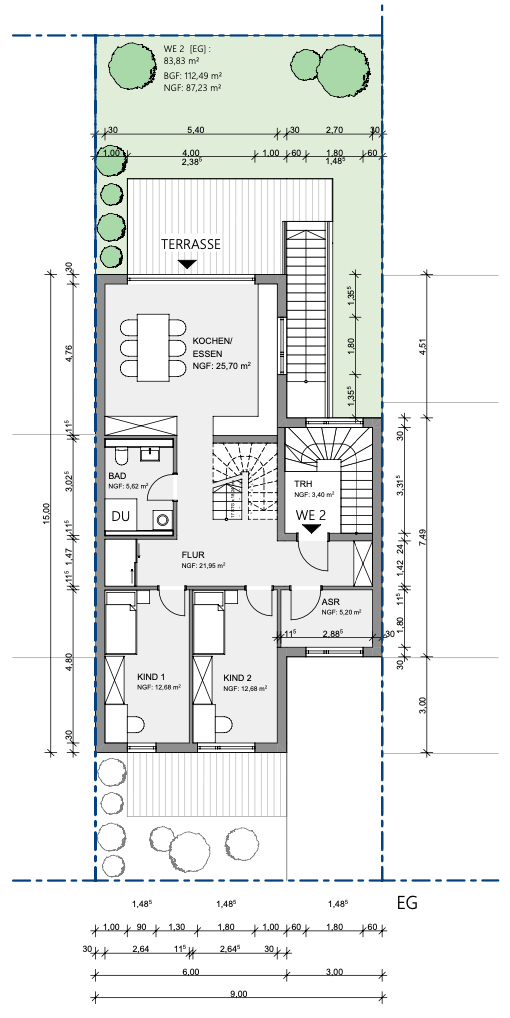 WE 2 [EG] :
83,83 m²
BGF: 112,49 m²
NGF: 87,23 m²
30 5,40 30 2,70 30
1,00 4,00 1,00 60 1,80 60
2,38⁵ 1,48⁵
TERRASSE
30
1,35⁵
1,80
1,35⁵
4,51
4,76
KOCHEN/
ESSEN
NGF: 25,70 m²
11⁵
30
BAD
NGF: 5,62 m²
DU
3,02⁵
TRH
NGF: 3,40 m²
WE 2
3,31⁵
15,00
11⁵
1,47
11⁵
FLUR
NGF: 21,95 m²
24
1,42
11⁵
7,49
ASR
NGF: 5,20 m²
11⁵ 2,88⁵ 30
1,80
30
4,80
KIND 1
NGF: 12,68 m²
KIND 2
NGF: 12,68 m²
3,00
30
EG
1,48⁵ 1,48⁵ 1,48⁵
1,00 90 1,30 1,80 1,00 60 1,80 60
30 2,64 11⁵ 2,64⁵ 30
6,00 3,00
9,00